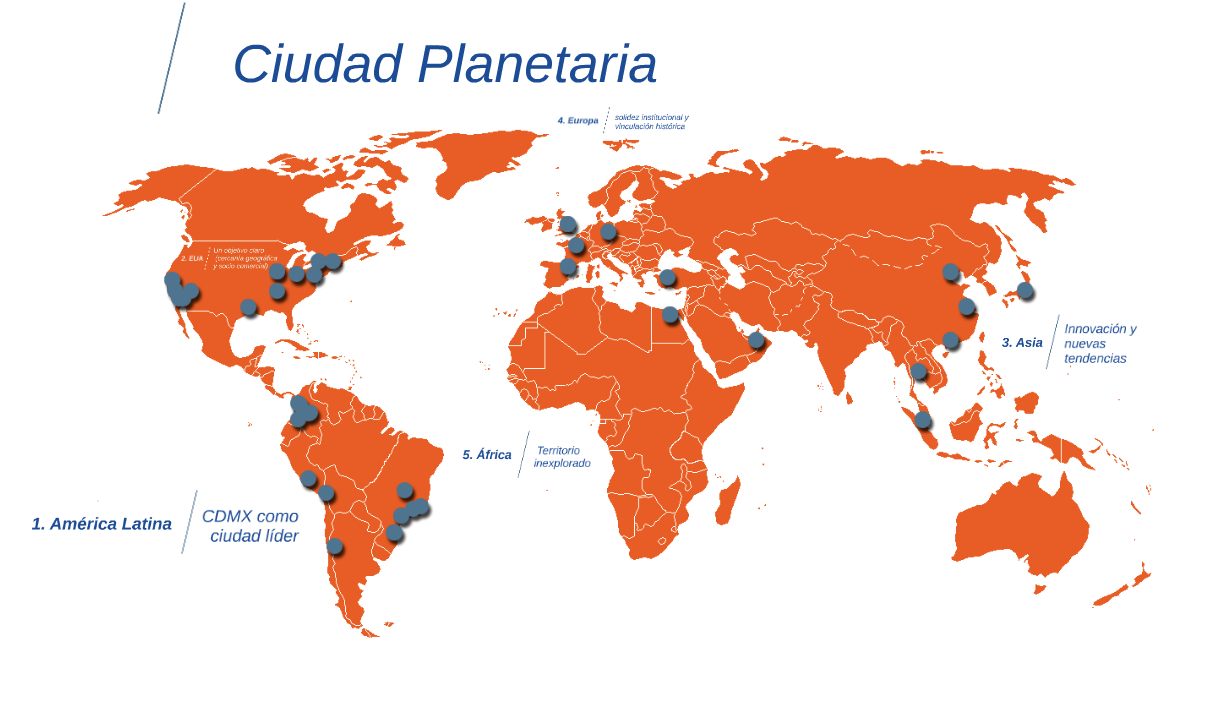 Ciudad Planetaria
4. Europa
solidez institucional y
vinculación histórica
2. EUA
Un objetivo claro
(cercanía geográfica
y socio comercial)
3. Asia
Innovación y
nuevas
tendencias
5. África
Territorio
inexplorado
1. América Latina
CDMX como
ciudad líder